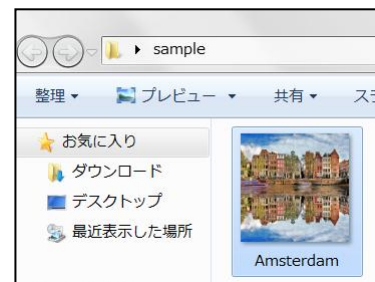 sample
整理 プレビュー 共有
お気に入り
ダウンロード
デスクトップ
最近表示した場所
Amsterdam